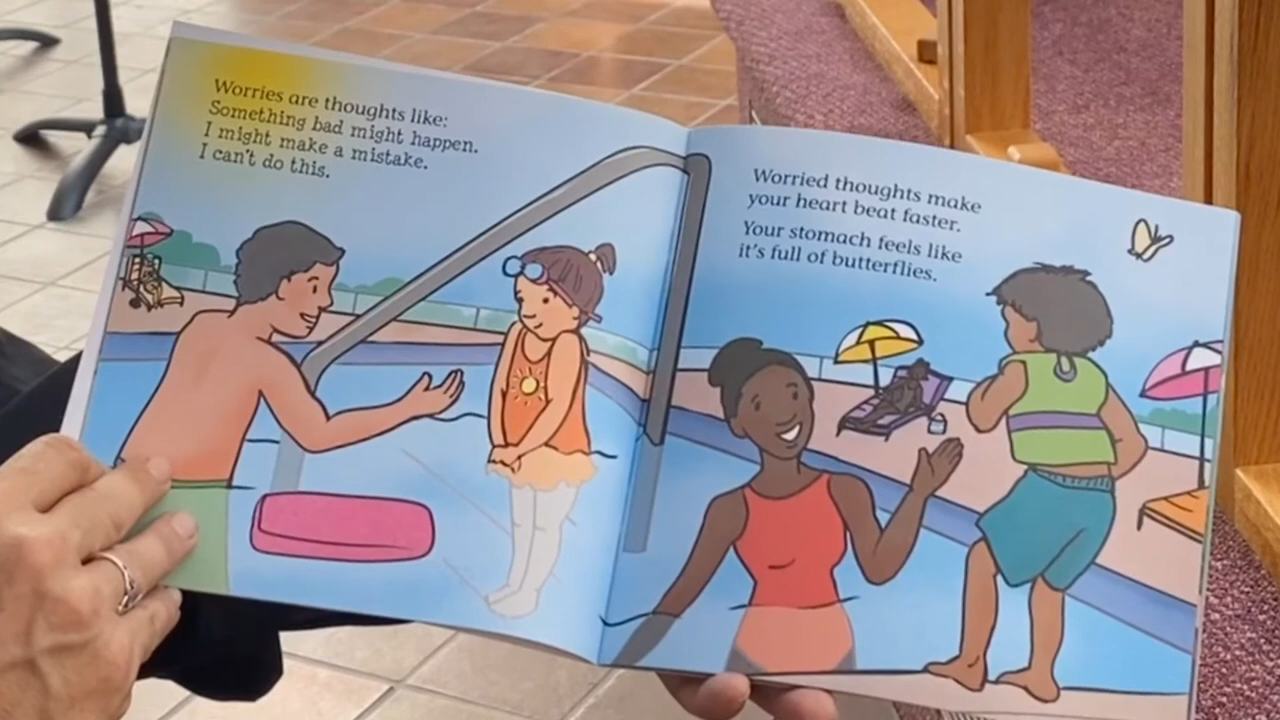 Worries are thoughts like:
Something bad might happen.
I might make a mistake.
I can't do this.
Worried thoughts make
your heart beat faster.
Your stomach feels like
it's full of butterflies.